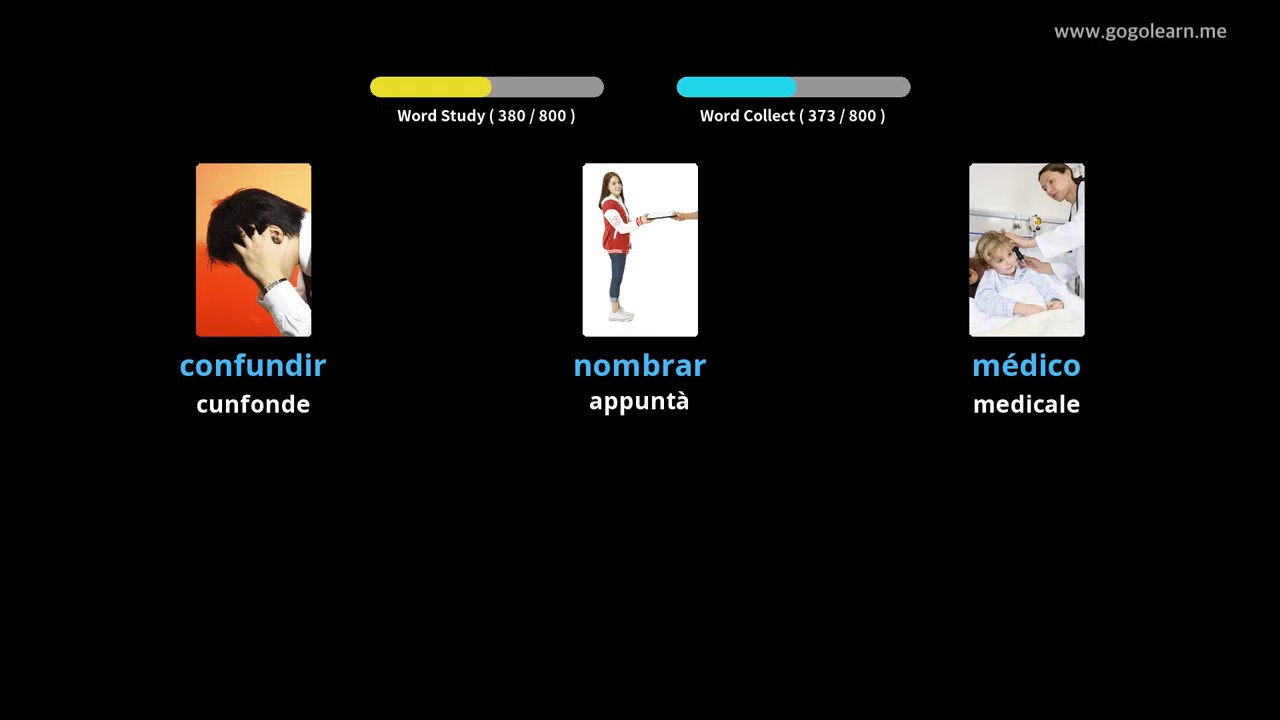 www.gogolearn.me
Word Study ( 380 / 800 )
Word Collect ( 373 / 800 )
confundir
nombrar
médico
cunfonde
appuntà
medicale